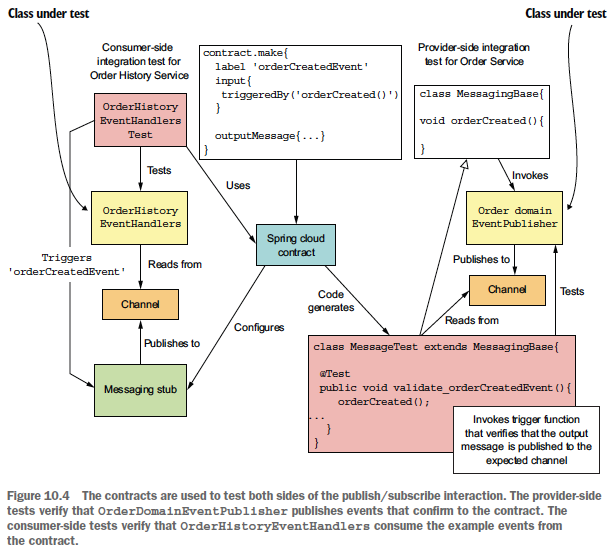 Class under test
Class under test
Consumer-side
integration test for
Order History Service
contract.make{
label 'orderCreatedEvent'
input{
triggeredBy('orderCreated()')
}
outputMessage{...}
}
Provider-side integration
test for Order Service
class MessagingBase{
void orderCreated(){
}
OrderHistory
EventHandlers
Test
Tests
Uses
Invokes
OrderHistory
EventHandlers
Order domain
EventPublisher
Spring cloud
contract
Triggers
'orderCreatedEvent'
Reads from
Publishes to
Channel
Channel
Code
generates
Reads from
Tests
Publishes to
Configures
Messaging stub
class MessageTest extends MessagingBase{
@Test
public void validate_orderCreatedEvent(){
orderCreated();
...
}
}
Invokes trigger function
that verifies that the output
message is published to the
expected channel
Figure 10.4 The contracts are used to test both sides of the publish/subscribe interaction. The provider-side
tests verify that OrderDomainEventPublisher publishes events that confirm to the contract. The
consumer-side tests verify that OrderHistoryEventHandlers consume the example events from
the contract.